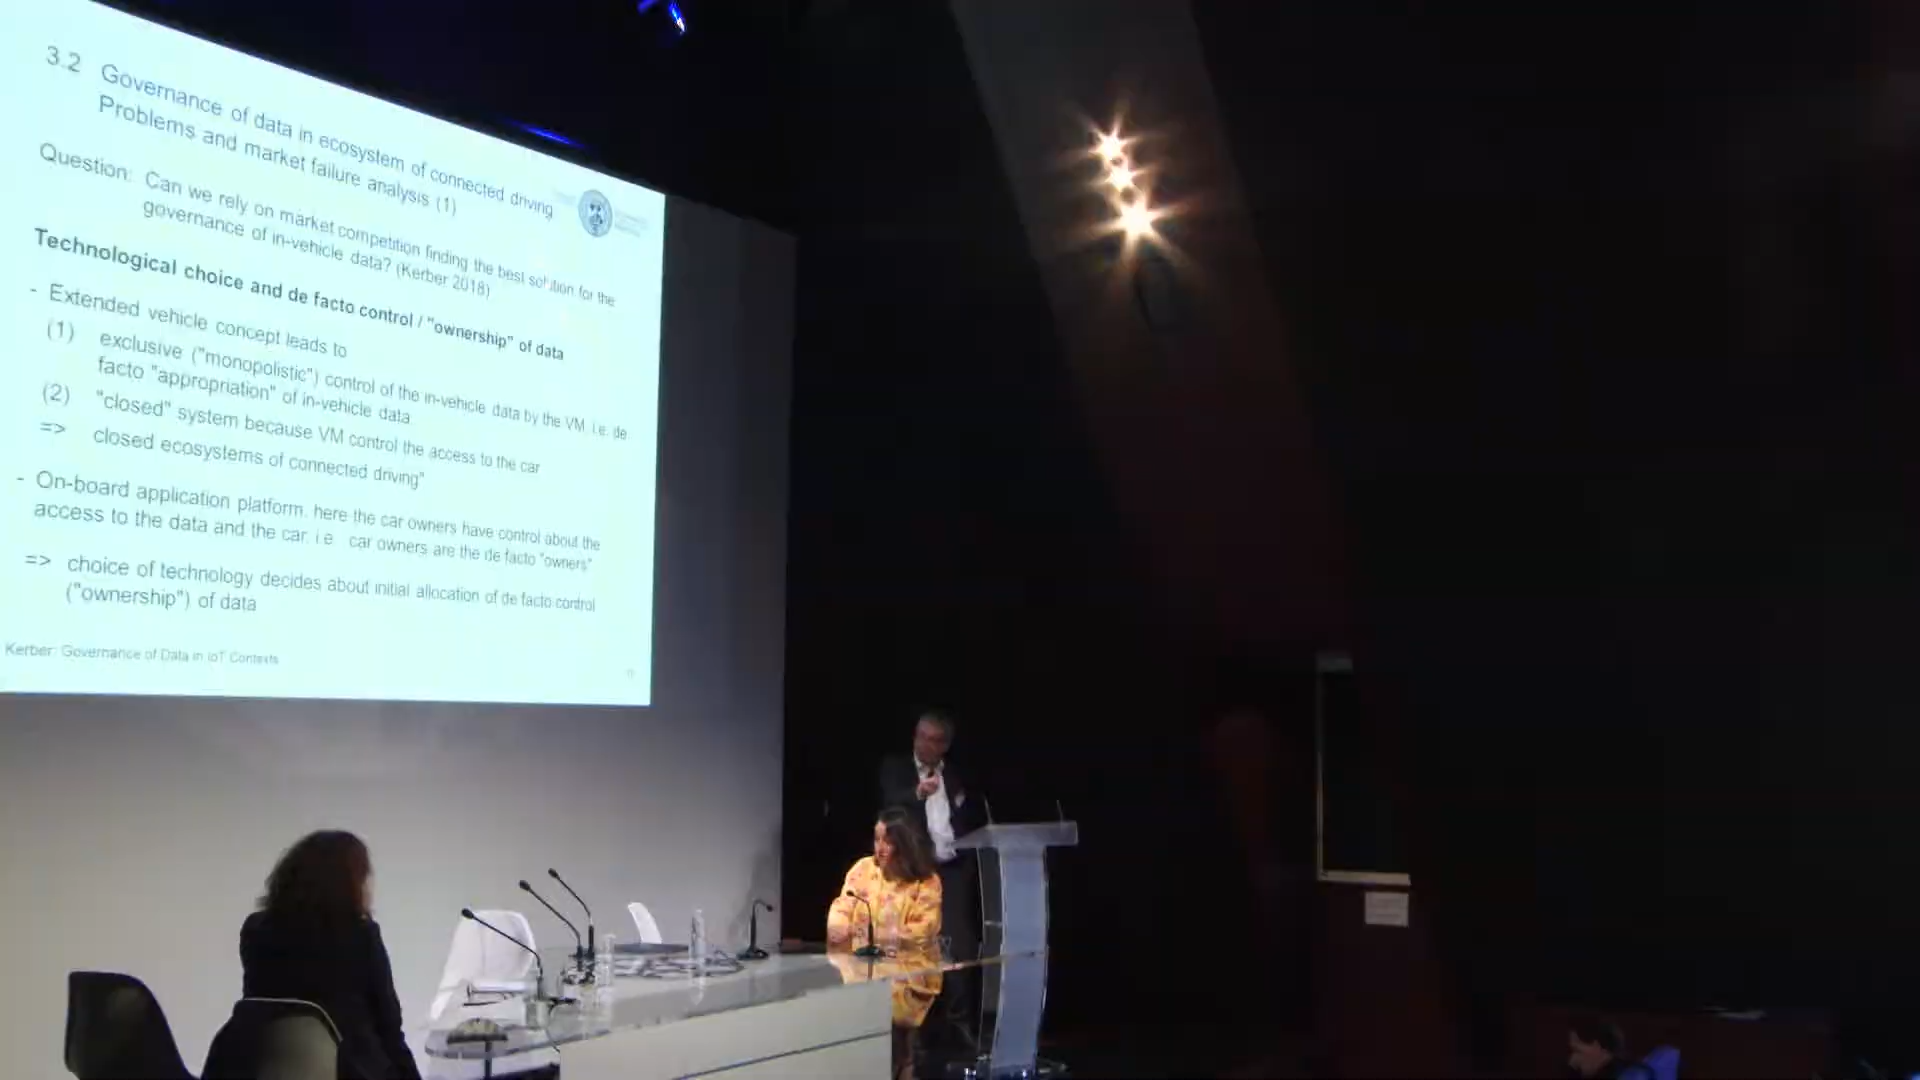 3.2 Governance of data in ecosystem of connected driving
Problems and market failure analysis (1)
Question: Can we rely on market competition finding the best solution for the
governance of in-vehicle data? (Kerber 2018)
Technological choice and de facto control / "ownership" of data
- Extended vehicle concept leads to
(1) exclusive ("monopolistic") control of the in-vehicle data by the VM, i.e. de
facto "appropriation" of in-vehicle data
(2) "closed" system because VM control the access to the car
=> closed ecosystems of connected driving"
- On-board application platform: here the car owners have control about the
access to the data and the car, i.e. car owners are the de facto "owners"
=> choice of technology decides about initial allocation of de facto control
("ownership") of data
Kerber: Governance of Data in IoT Contexts